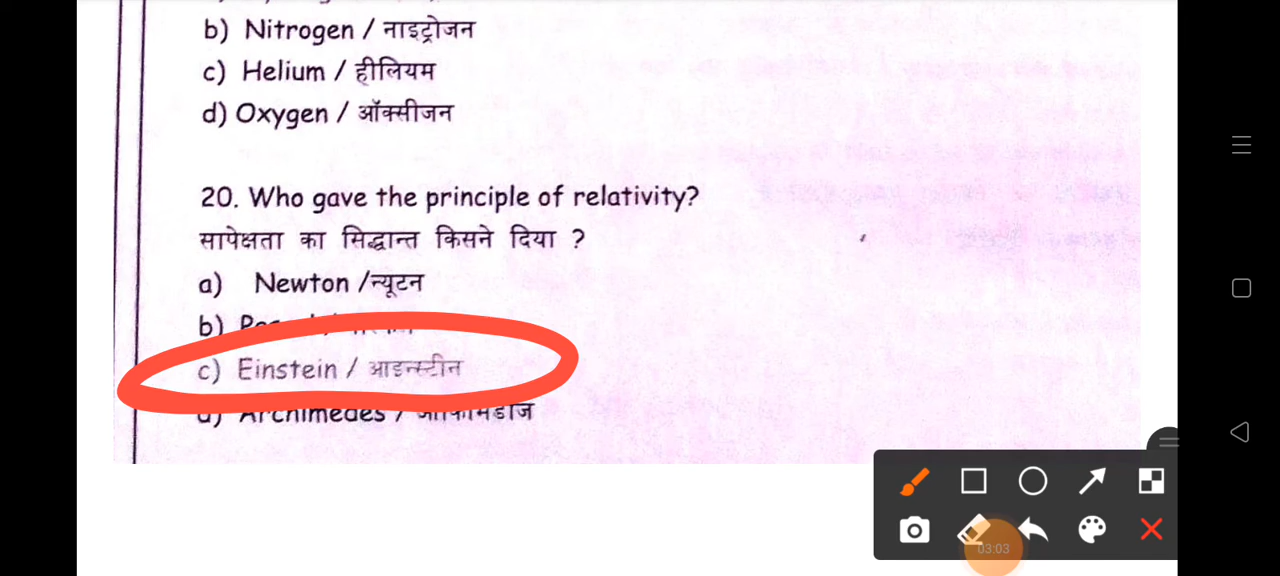 b) Nitrogen / नाइट्रोजन
c) Helium / हीलियम
d) Oxygen / ऑक्सीजन
20. Who gave the principle of relativity?
सापेक्षता का सिद्धान्त किसने दिया ?
a) Newton /न्यूटन
b)
c) Einstein / आइन्स्टीन
d) Archimedes /
03:03